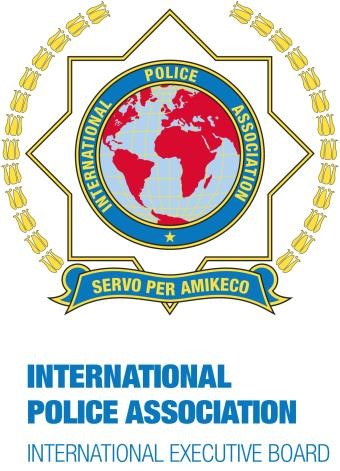 INTERNATIONAL POLICE ASSOCIATION
SERVO PER AMIKECO
INTERNATIONAL
POLICE ASSOCIATION
INTERNATIONAL EXECUTIVE BOARD